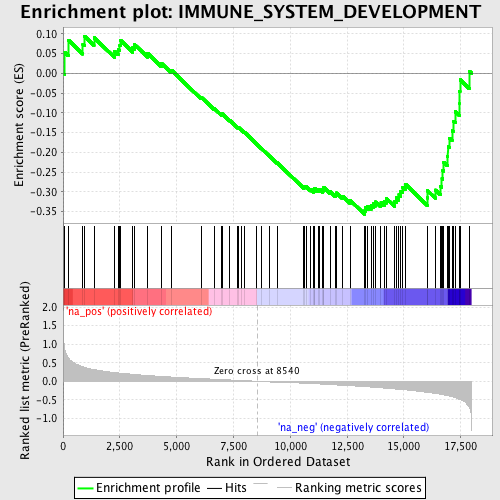 Enrichment plot: IMMUNE_SYSTEM_DEVELOPMENT
Enrichment score (ES)
0.10
0.05
0.00
-0.05
-0.10
-0.15
-0.20
-0.25
-0.30
-0.35
'na_pos' (positively correlated)
Ranked list metric (PreRanked)
2.0
1.5
1.0
0.5
0.0
-0.5
-1.0
Zero cross at 8540
'na_neg' (negatively correlated)
0
2,500
5,000
7,500
10,000
12,500
15,000
17,500
Rank in Ordered Dataset
Enrichment profile
Hits
Ranking metric scores